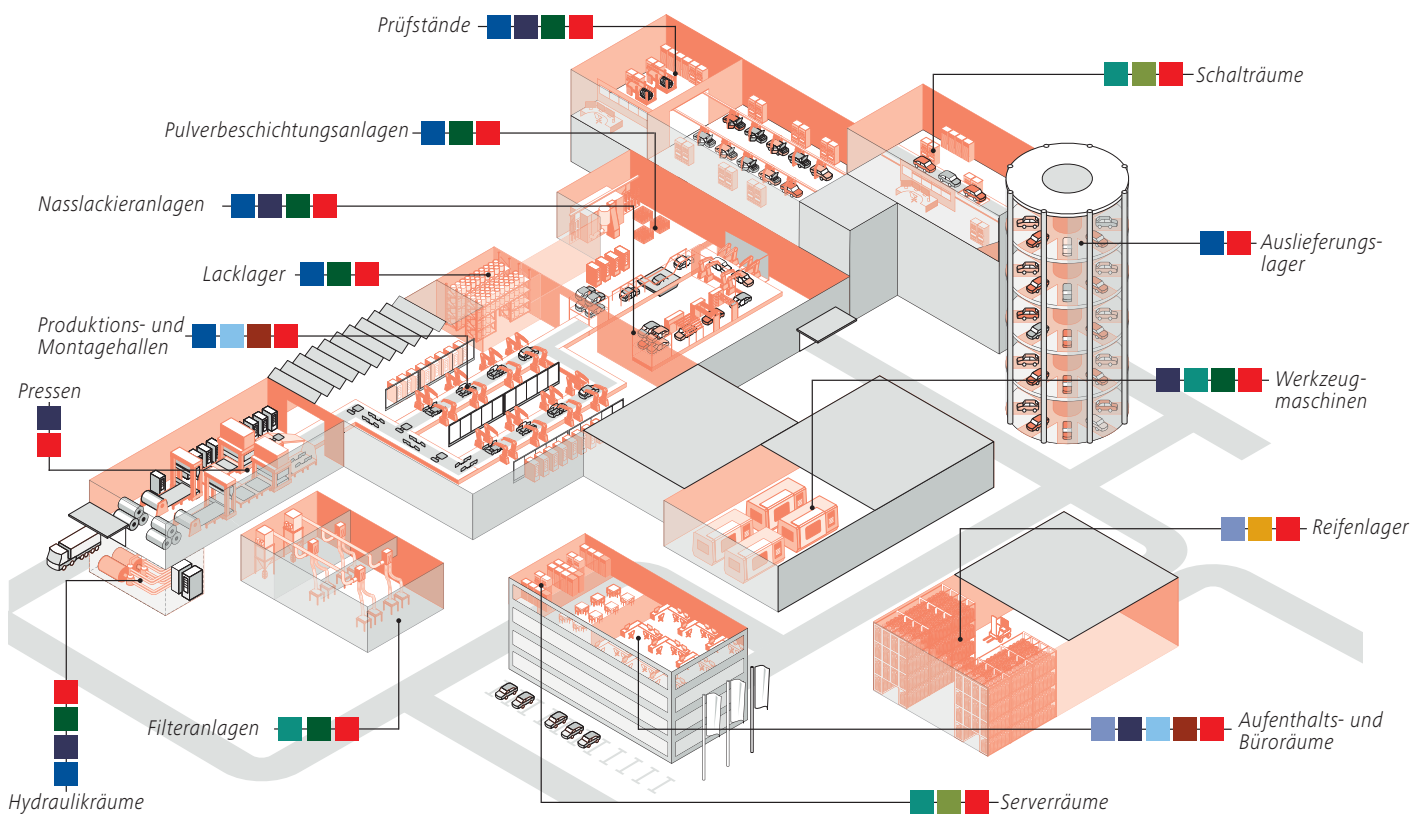 Prüfstände
Schalträume
Pulverbeschichtungsanlagen
Nasslackieranlagen
Auslieferungs-
lager
Lacklager
Produktions- und
Montagehallen
Pressen
Werkzeug-
maschinen
Reifenlager
Filteranlagen
Aufenthalts- und
Büroräume
Hydraulikräume
Serverräume